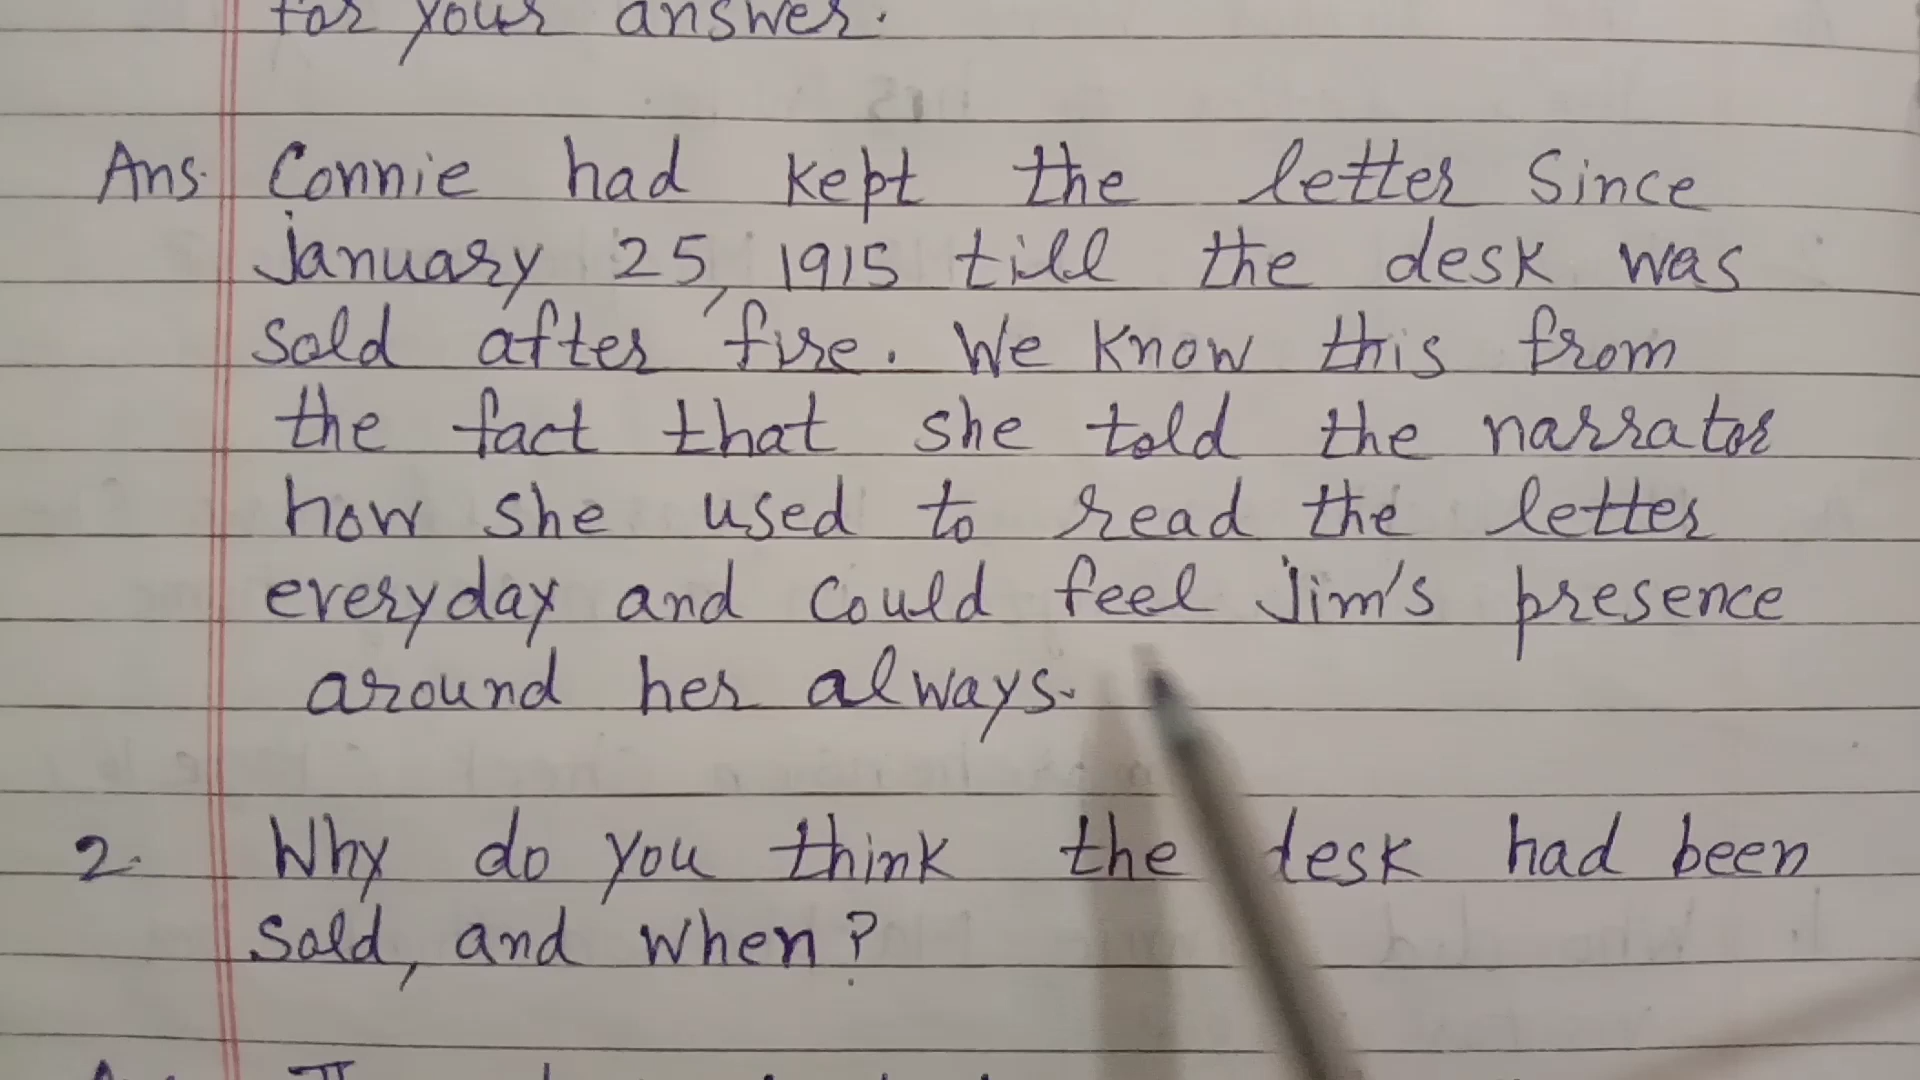 for your answer.
Ans. Connie had kept the letter Since
January 25, 1915 till the desk was
sold after fire. We know this from
the fact that she told the narrator
how she used to read the letter
everyday and could feel Jim's presence
around her always.
2. Why do you think the desk had been
sold, and when?